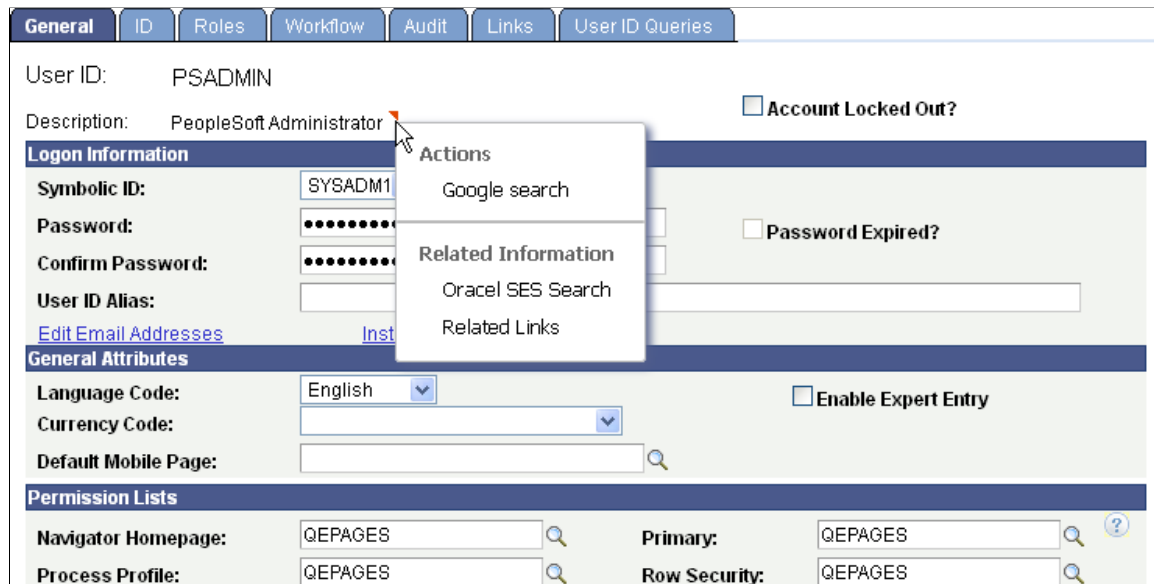 General ID Roles Workflow Audit Links User ID Queries
User ID: PSADMIN
Account Locked Out?
Description: PeopleSoft Administrator
Actions
Google search
Related Information
Oracel SES Search
Related Links
Logon Information
Symbolic ID: SYSADM1
Password:
Password Expired?
Confirm Password:
User ID Alias:
Edit Email Addresses Inst
General Attributes
Language Code: English
Enable Expert Entry
Currency Code:
Default Mobile Page:
Permission Lists
Navigator Homepage: QEPAGES Primary: QEPAGES
Process Profile: QEPAGES Row Security: QEPAGES